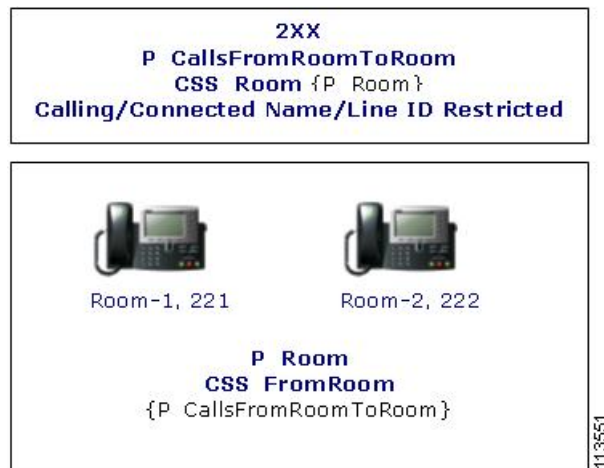 2XX
P CallsFromRoomToRoom
CSS Room {P Room}
Calling/Connected Name/Line ID Restricted
Room-1, 221
Room-2, 222
P Room
CSS FromRoom
{P CallsFromRoomToRoom}
113551